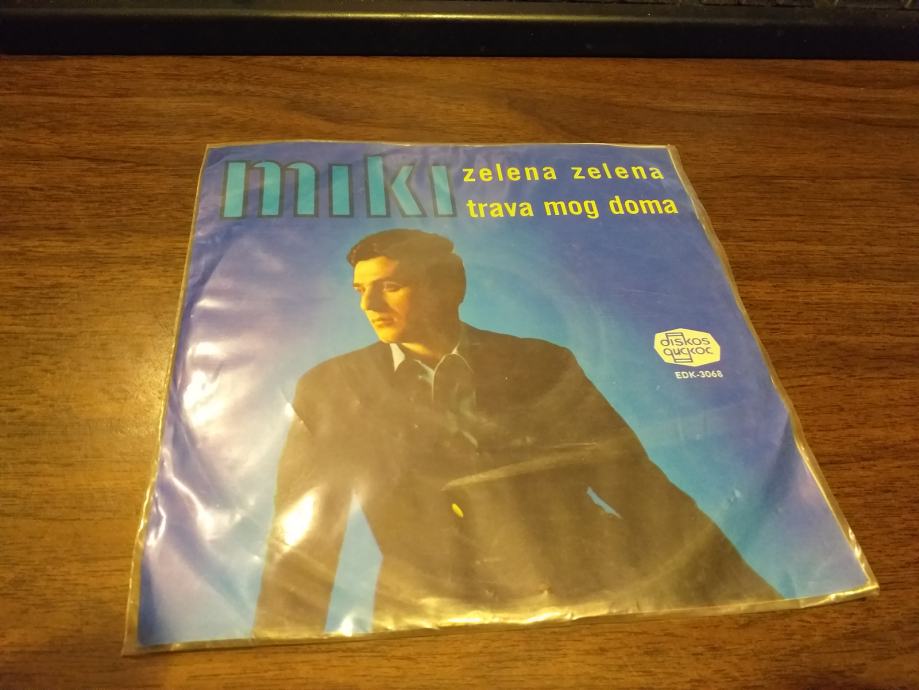 miki
zelena zelena
trava mog doma
diskos
дискос
EDK-3068